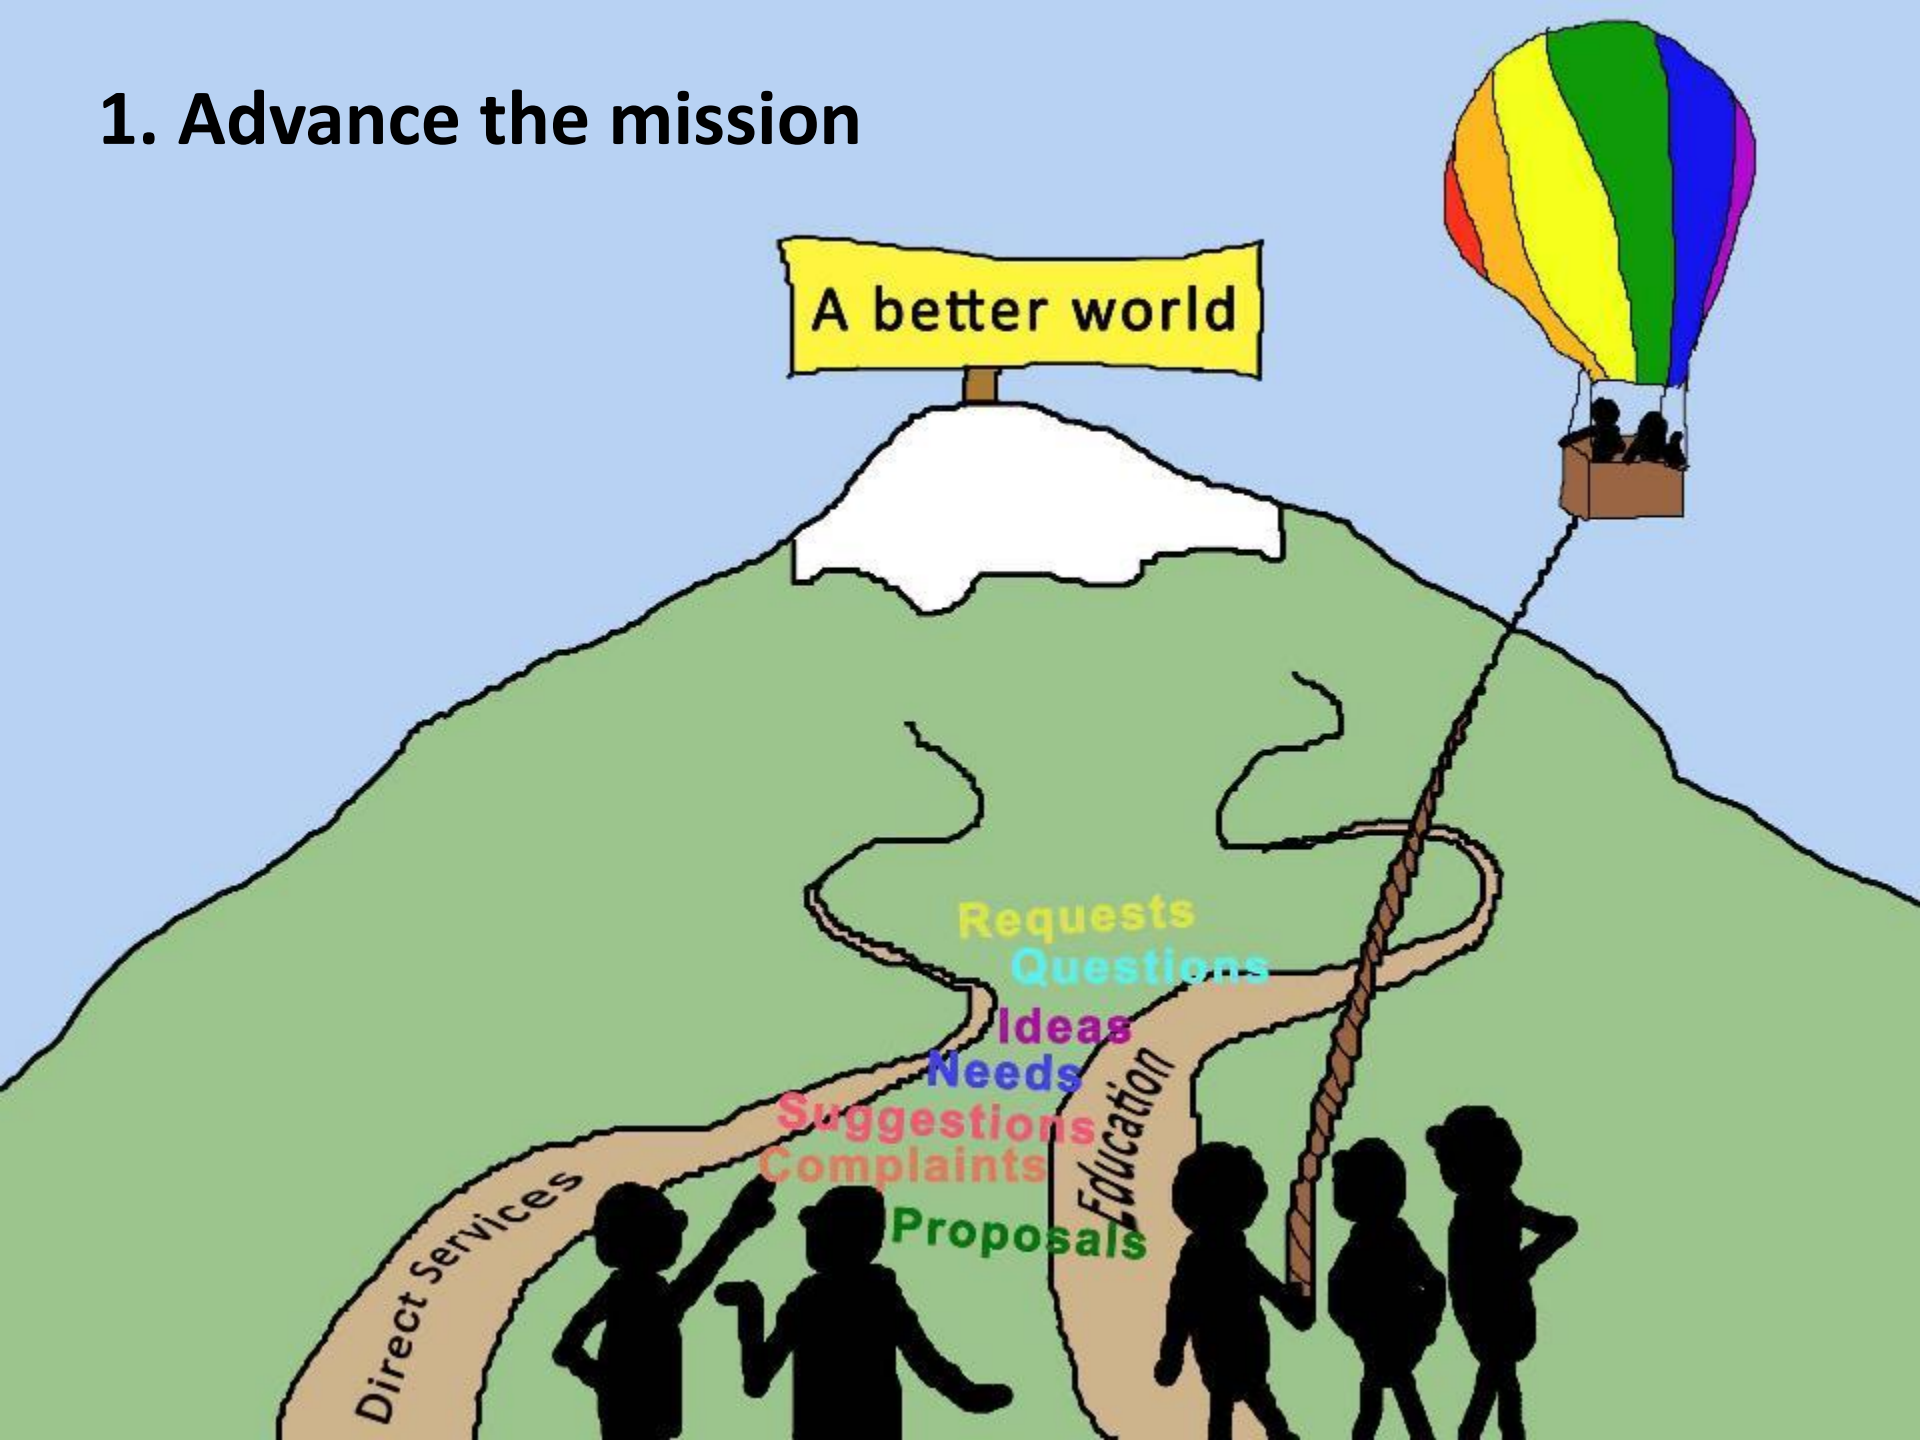 1. Advance the mission
A better world
Requests
Questions
Ideas
Needs
Suggestions
Complaints
Proposals
Education
Direct Services